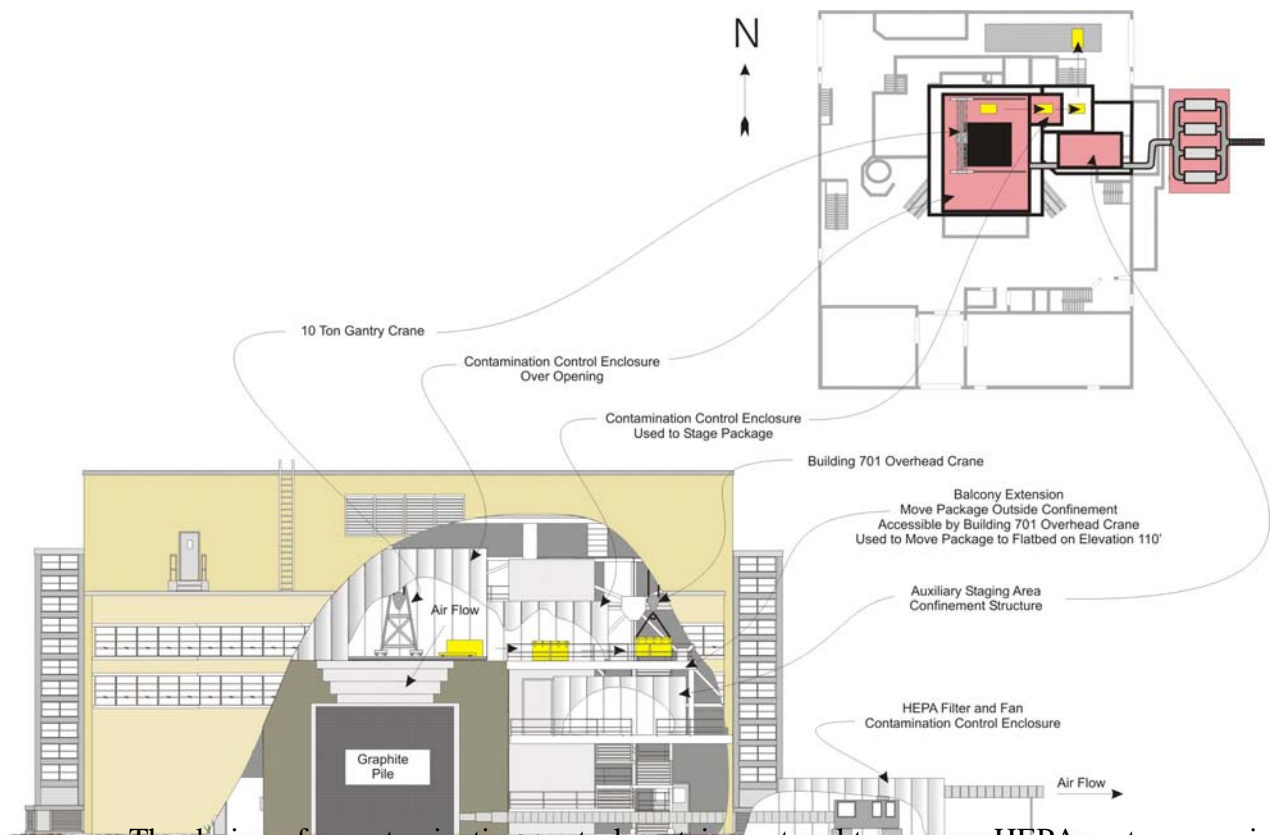 N
10 Ton Gantry Crane
Contamination Control Enclosure
Over Opening
Contamination Control Enclosure
Used to Stage Package
Building 701 Overhead Crane
Balcony Extension
Move Package Outside Confinement
Accessible by Building 701 Overhead Crane
Used to Move Package to Flatbed on Elevation 110'
Auxiliary Staging Area
Confinement Structure
Air Flow
HEPA Filter and Fan
Contamination Control Enclosure
Graphite
Pile
Air Flow
The HEPA